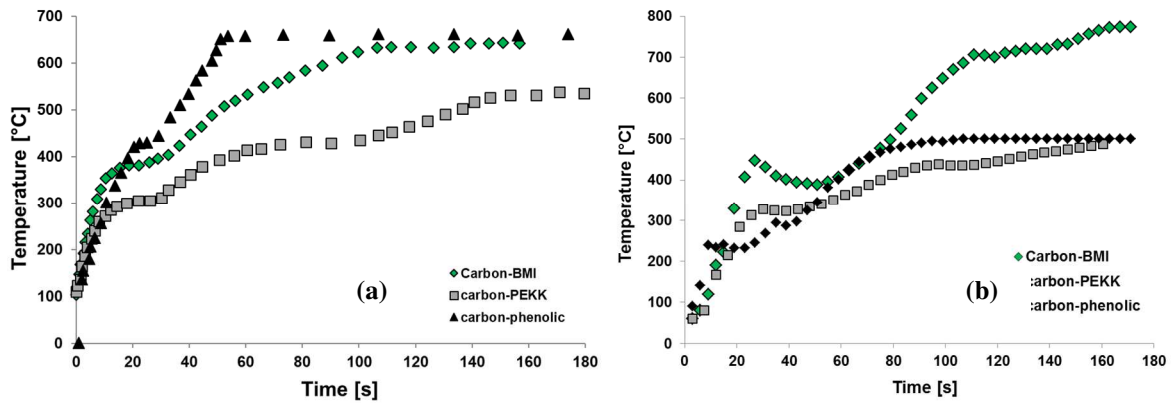 700
600
500
400
300
200
100
0
Temperature [°C]
0 20 40 60 80 100 120 140 160 180
Time [s]
Carbon-BMI
carbon-PEKK
carbon-phenolic
(a)
800
700
600
500
400
300
200
100
0
Temperature [°C]
0 20 40 60 80 100 120 140 160 180
Time [s]
Carbon-BMI
carbon-PEKK
carbon-phenolic
(b)